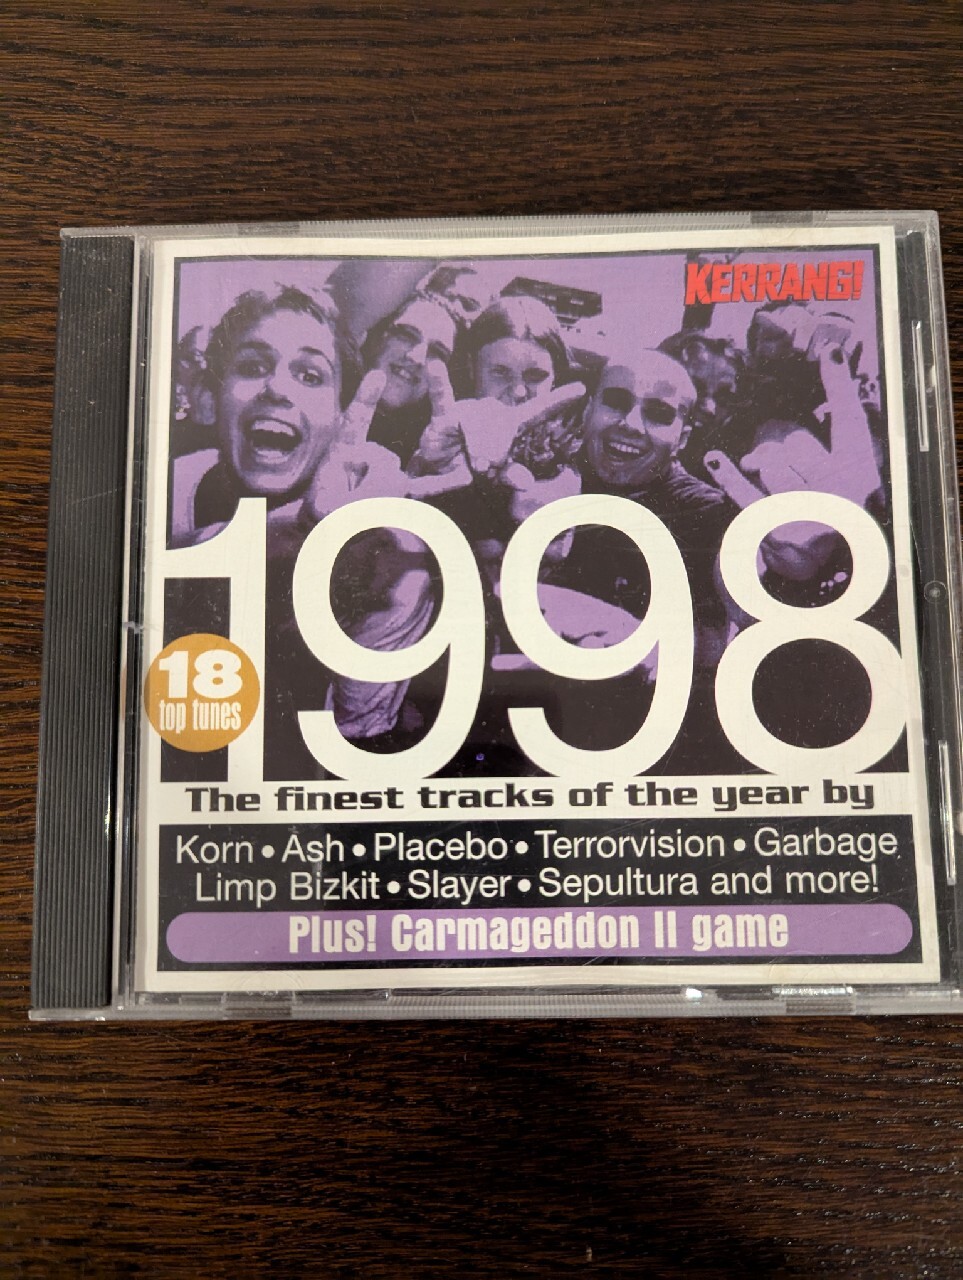 KERRANG!
1998
18
top tunes
The finest tracks of the year by
Korn • Ash • Placebo • Terrorvision • Garbage
Limp Bizkit • Slayer • Sepultura and more!
Plus! Carmageddon II game